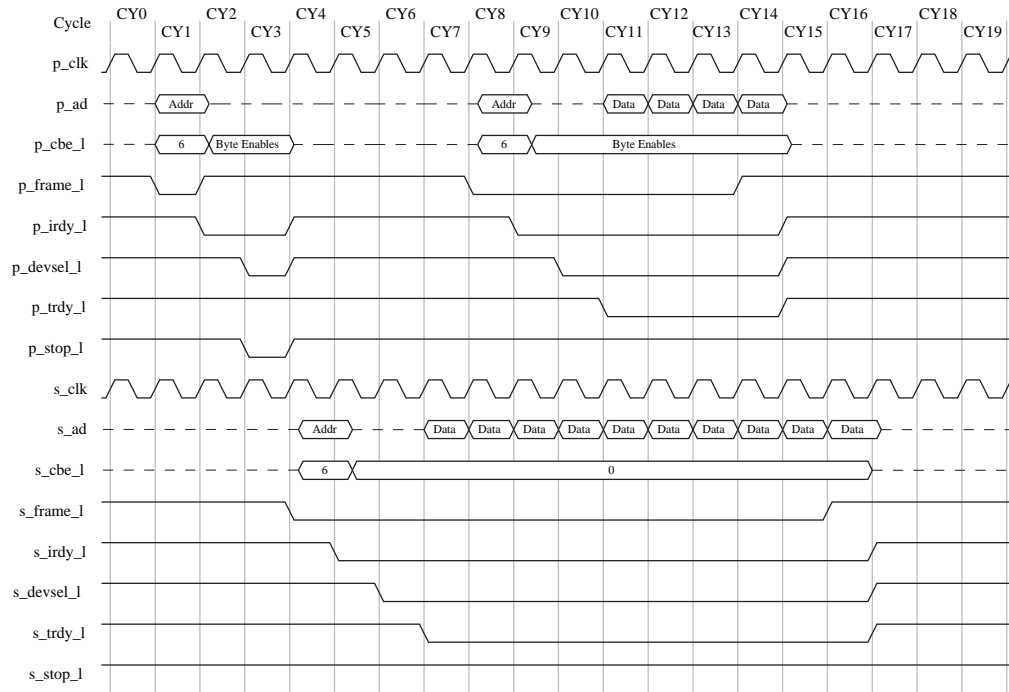 CY0 CY2 CY4 CY6 CY8 CY10 CY12 CY14 CY16 CY18
Cycle CY1 CY3 CY5 CY7 CY9 CY11 CY13 CY15 CY17 CY19
p_clk
p_ad Addr Addr Data Data Data Data
p_cbe_l 6 Byte Enables 6 Byte Enables
p_frame_l
p_irdy_l
p_devsel_l
p_trdy_l
p_stop_l
s_clk
s_ad Addr Data Data Data Data Data Data Data Data Data Data
s_cbe_l 6 0
s_frame_l
s_irdy_l
s_devsel_l
s_trdy_l
s_stop_l